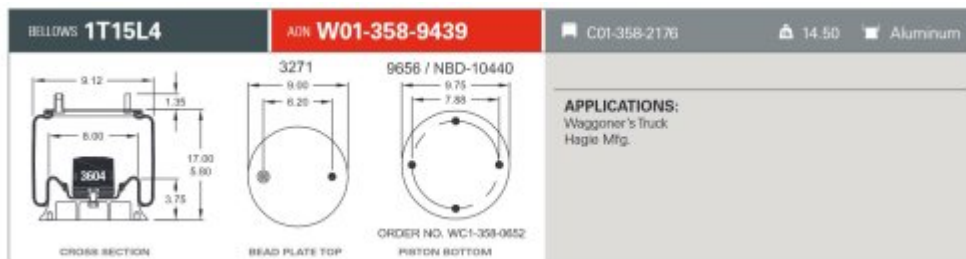 BELLOWS 1T15L4
AON W01-358-9439
C01-358-2176
14.50
Aluminum
3271
9656 / NBD-10440
9.12
9.00
9.75
1.35
6.20
7.88
8.00
17.00
5.80
3604
3.75
APPLICATIONS:
Waggoner's Truck
Hagie Mfg.
ORDER NO. WC1-358-0652
CROSS SECTION
BEAD PLATE TOP
PISTON BOTTOM